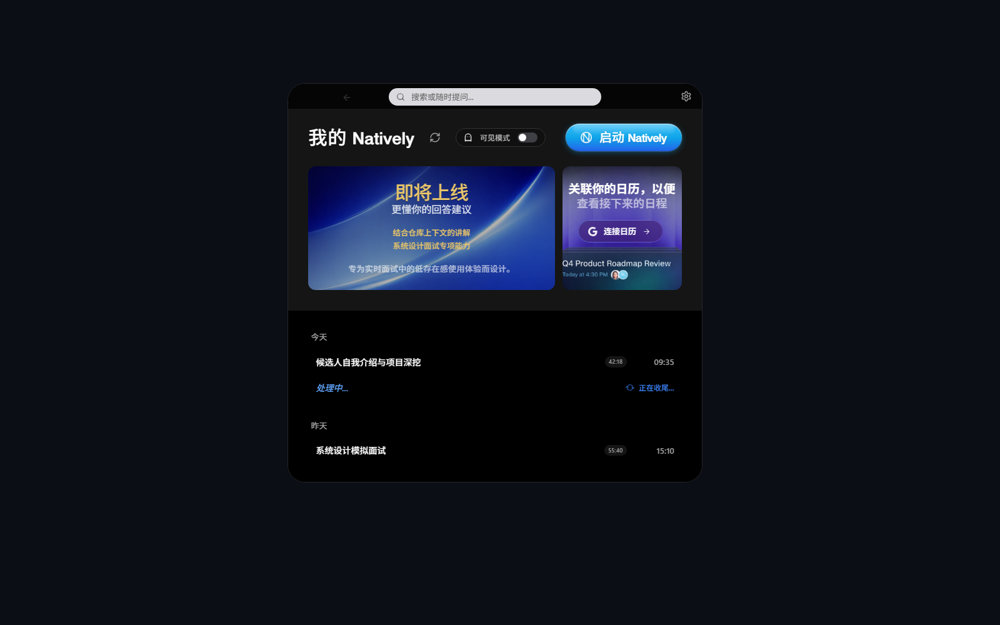 搜索或随时提问...
我的 Natively
可见模式
启动 Natively
即将上线
更懂你的回答建议
结合仓库上下文的讲解
系统设计面试专项能力
专为实时面试中的低存在感使用体验而设计。
关联你的日历，以便
查看接下来的日程
连接日历
Q4 Product Roadmap Review
Today at 4:30 PM
今天
候选人自我介绍与项目深挖
42:18
09:35
处理中...
正在收尾...
昨天
系统设计模拟面试
55:40
15:10